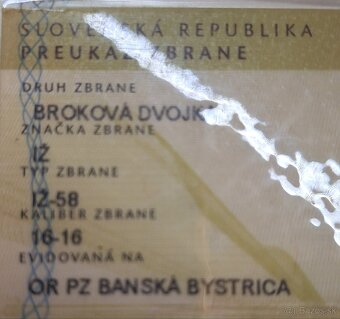 SLOVENSKÁ REPUBLIKA
PREUKAZ ZBRANE
DRUH ZBRANE
BROKOVÁ DVOJK
ZNAČKA ZBRANE
IŽ
TYP ZBRANE
IŽ-58
KALIBER ZBRANE
16-16
EVIDOVANÁ NA
OR PZ BANSKÁ BYSTRICA